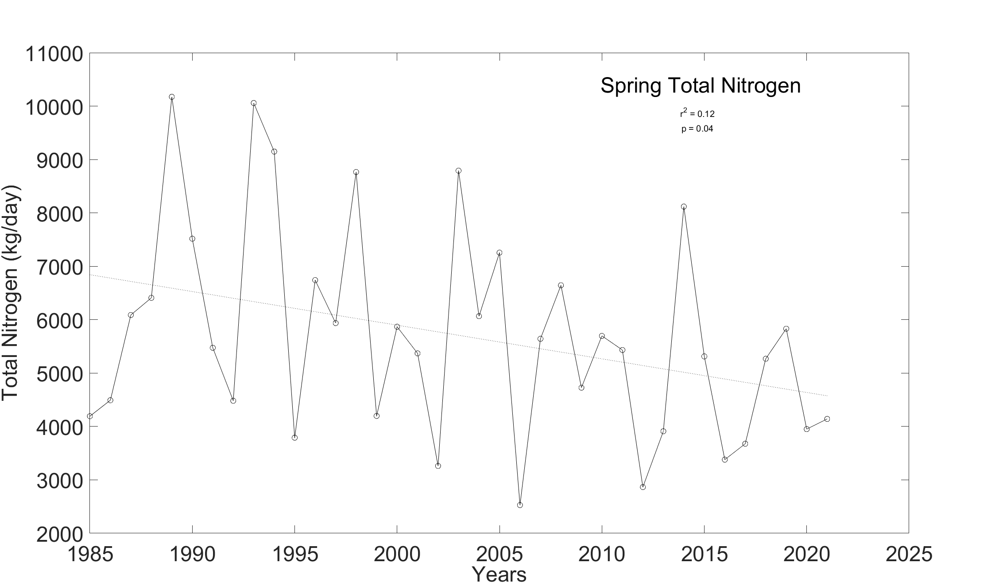 Spring Total Nitrogen
r² = 0.12
p = 0.04
Total Nitrogen (kg/day)
11000
10000
9000
8000
7000
6000
5000
4000
3000
2000
1985 1990 1995 2000 2005 2010 2015 2020 2025
Years